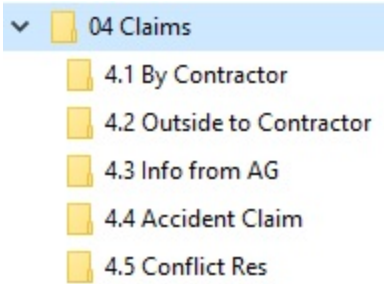 04 Claims
4.1 By Contractor
4.2 Outside to Contractor
4.3 Info from AG
4.4 Accident Claim
4.5 Conflict Res